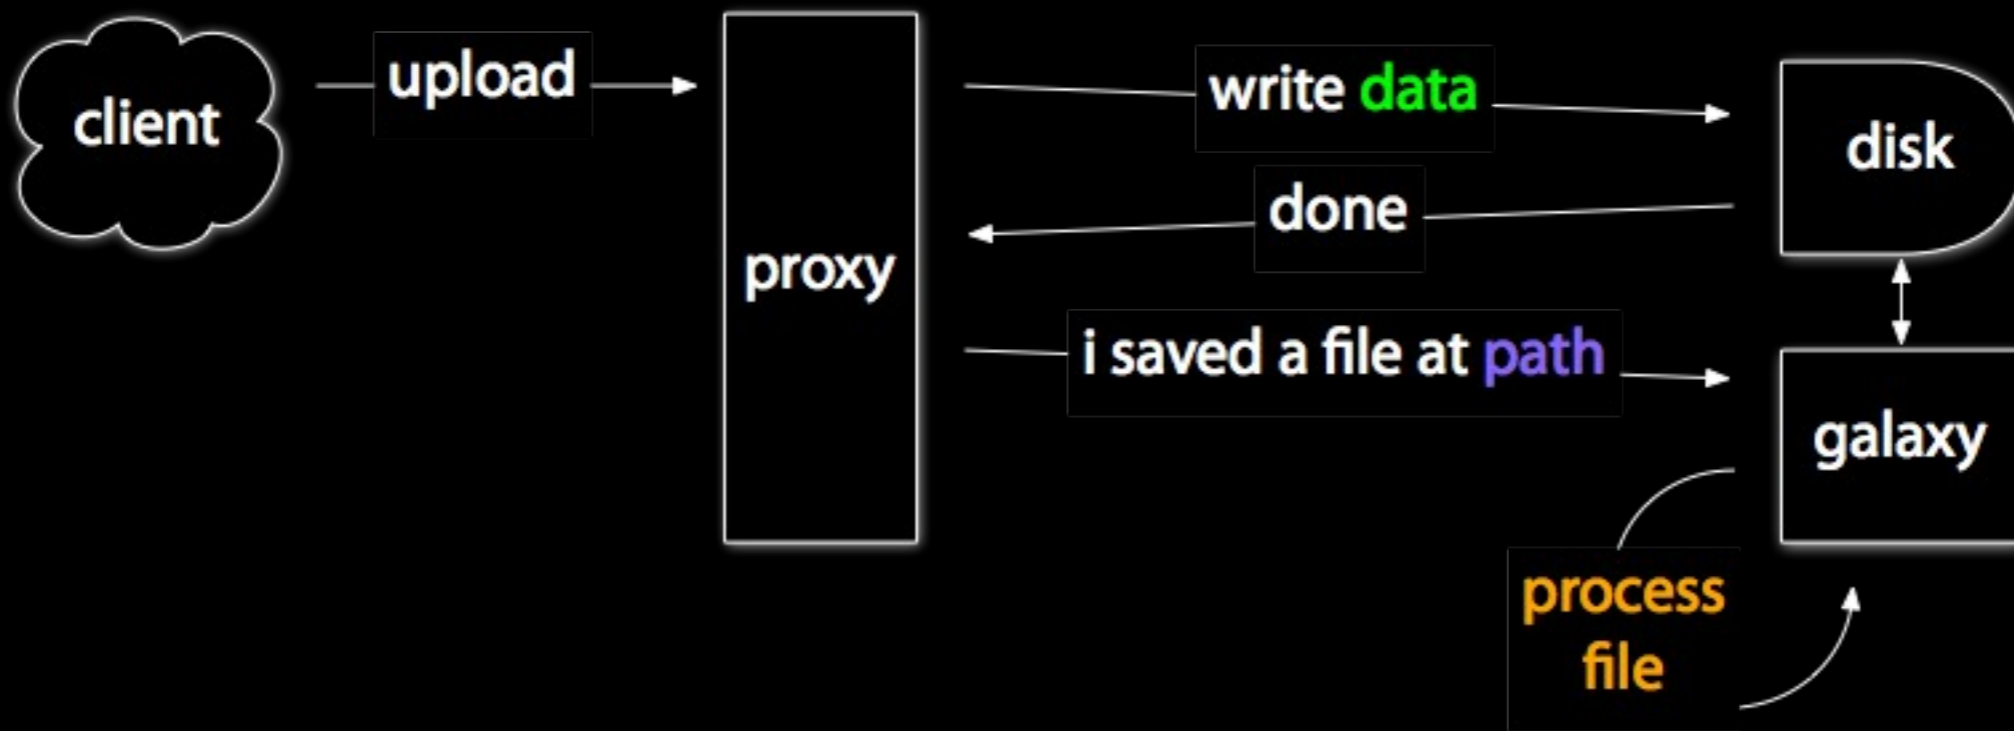 client
upload
proxy
write data
done
i saved a file at path
disk
galaxy
process
file